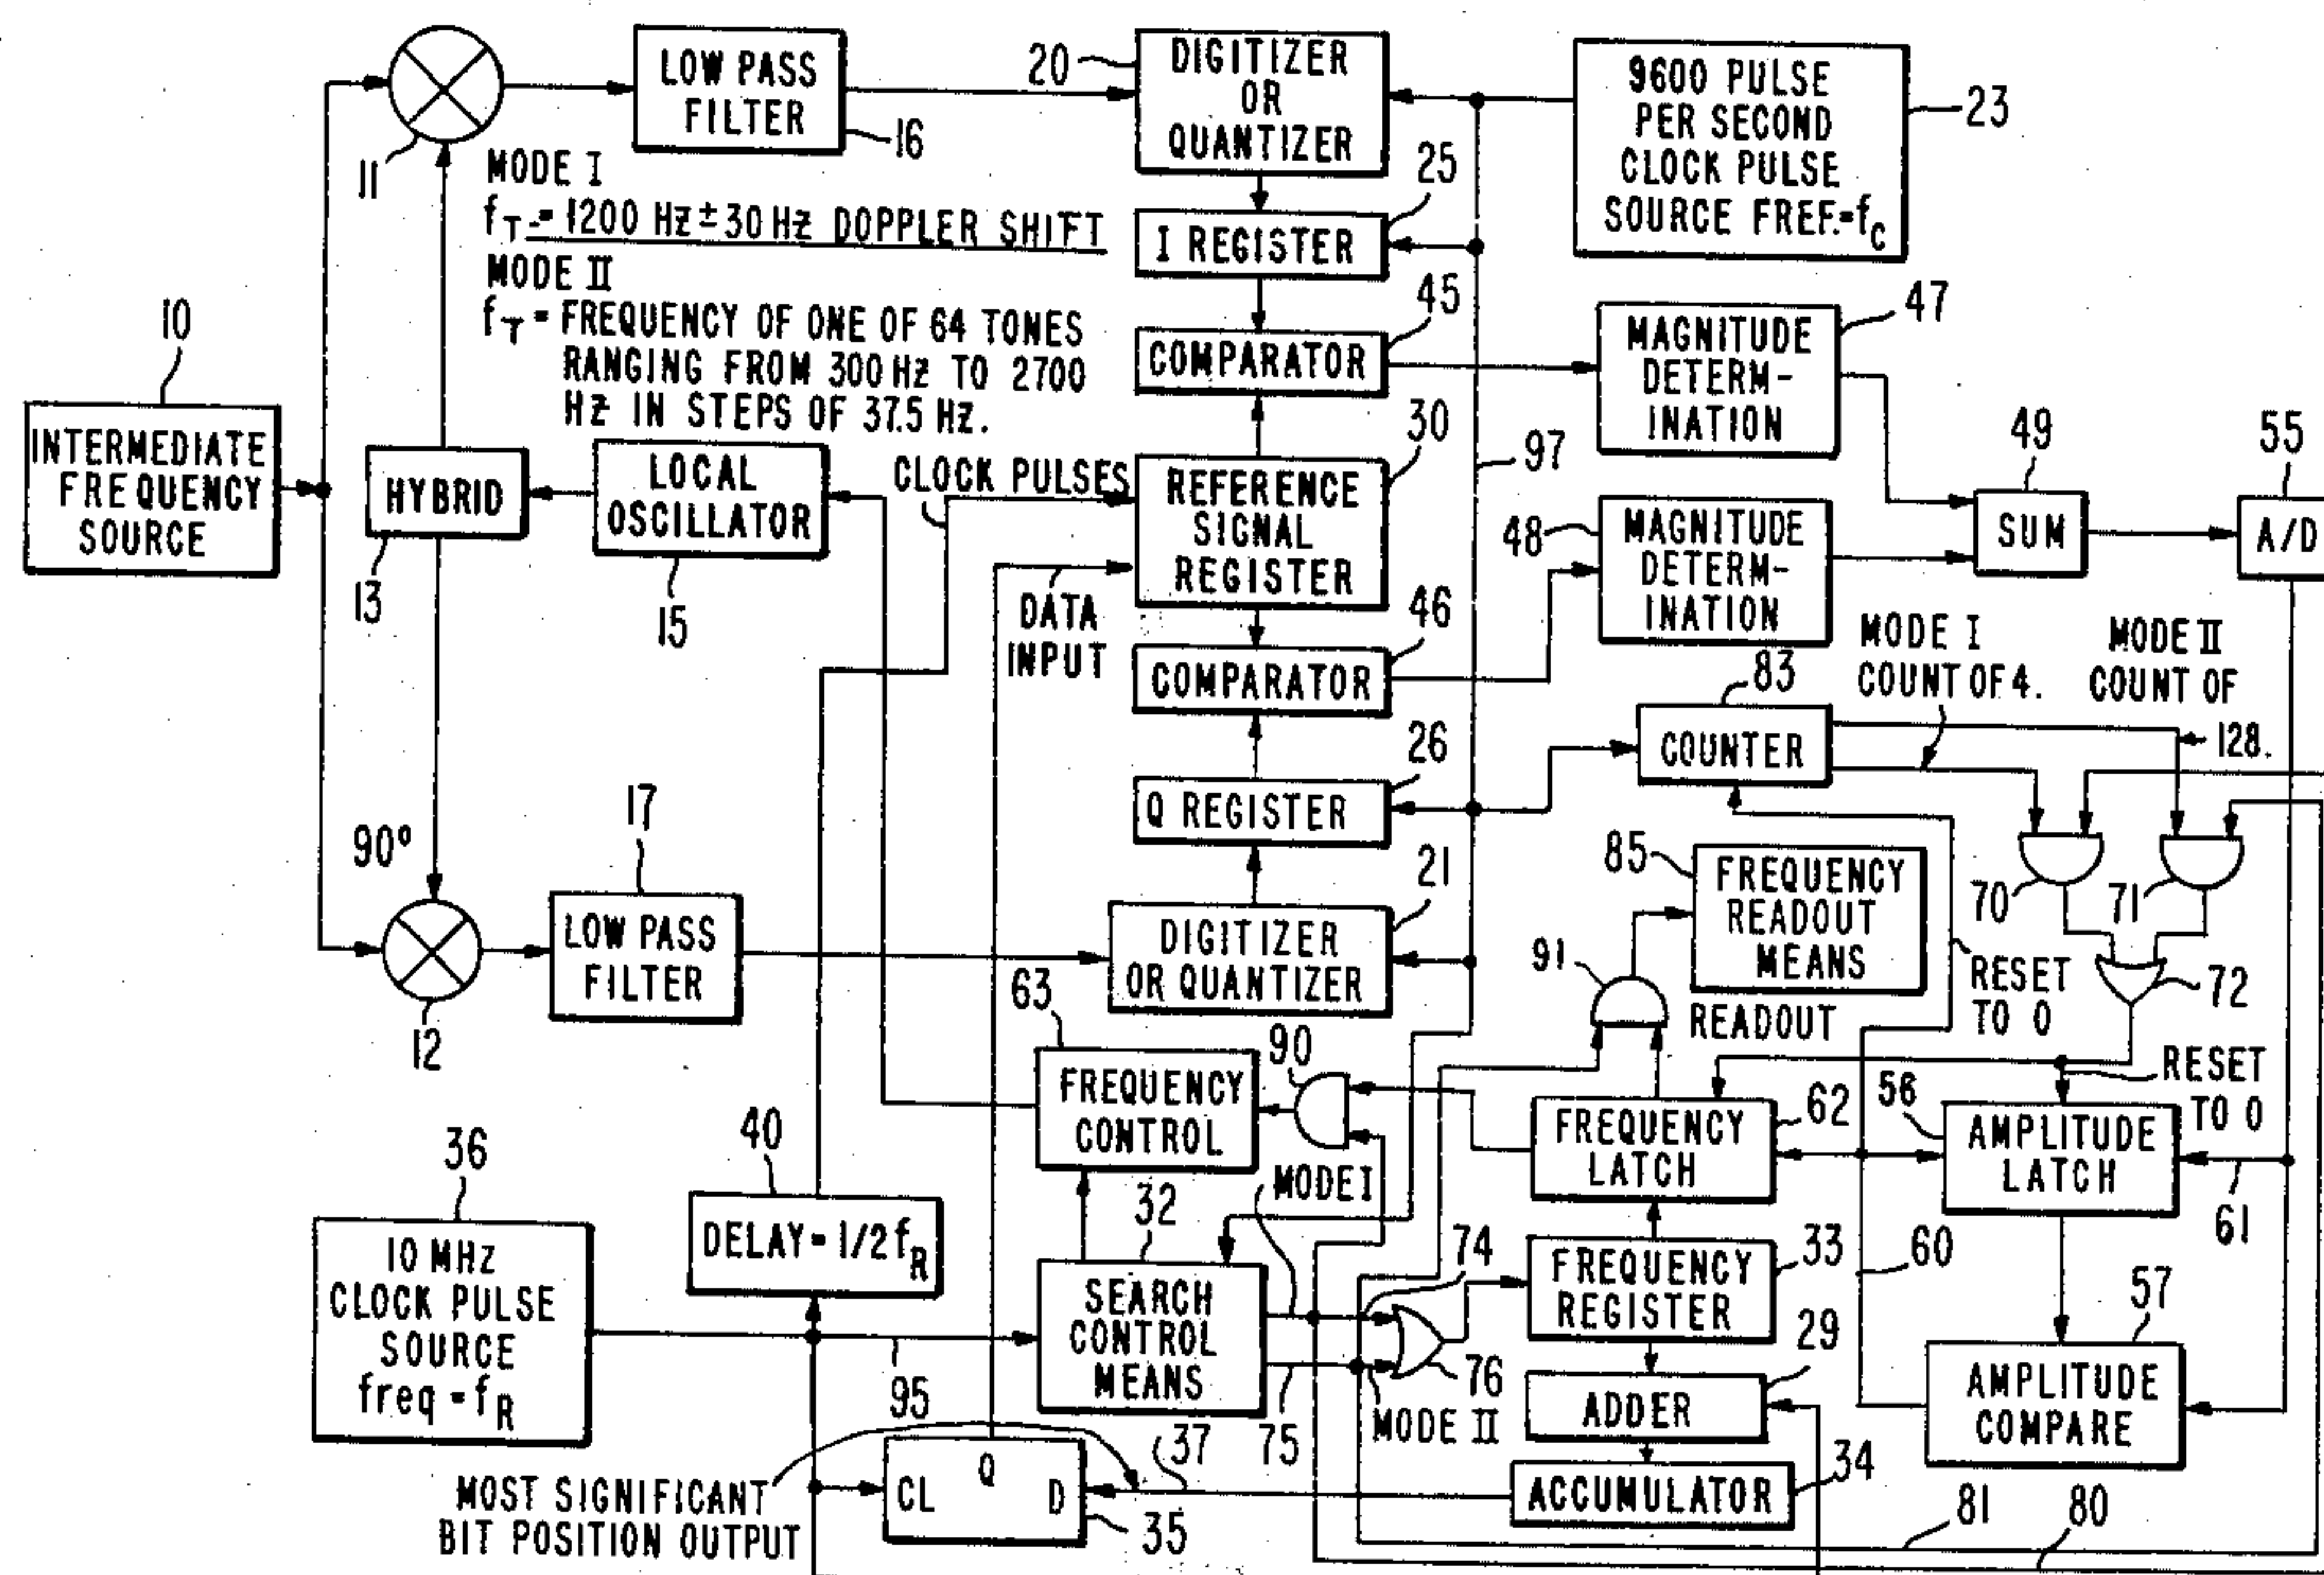 11
LOW PASS
FILTER
16
20
DIGITIZER
OR
QUANTIZER
9600 PULSE
PER SECOND
CLOCK PULSE
SOURCE FREF.=fC
23
MODE I
fT = 1200 HZ ± 30 HZ DOPPLER SHIFT
MODE II
fT = FREQUENCY OF ONE OF 64 TONES
RANGING FROM 300 HZ TO 2700
HZ IN STEPS OF 37.5 HZ.
25
I REGISTER
45
COMPARATOR
47
MAGNITUDE
DETERM-
INATION
10
INTERMEDIATE
FREQUENCY
SOURCE
HYBRID
13
LOCAL
OSCILLATOR
15
CLOCK PULSES
30
REFERENCE
SIGNAL
REGISTER
97
DATA
INPUT
48
MAGNITUDE
DETERM-
INATION
49
SUM
55
A/D
46
COMPARATOR
MODE I
COUNT OF 4.
MODE II
COUNT OF
128.
83
COUNTER
26
Q REGISTER
90°
12
17
LOW PASS
FILTER
21
DIGITIZER
OR QUANTIZER
85
FREQUENCY
READOUT
MEANS
70
71
72
91
READOUT
RESET
TO 0
RESET
TO 0
63
FREQUENCY
CONTROL
90
MODE I
FREQUENCY
LATCH
62
56
AMPLITUDE
LATCH
61
36
10 MHZ
CLOCK PULSE
SOURCE
freq = fR
40
DELAY = 1/2 fR
32
SEARCH
CONTROL
MEANS
95
74
75
76
MODE II
FREQUENCY
REGISTER
33
60
57
AMPLITUDE
COMPARE
29
ADDER
34
ACCUMULATOR
37
MOST SIGNIFICANT
BIT POSITION OUTPUT
CL
Q
D
35
81
80